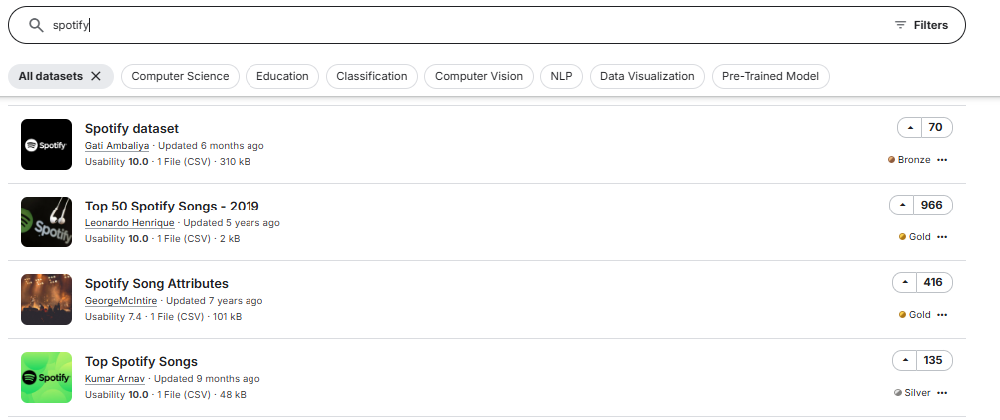 spotify
Filters
All datasets
Computer Science
Education
Classification
Computer Vision
NLP
Data Visualization
Pre-Trained Model
Spotify
Spotify dataset
Gati Ambaliya · Updated 6 months ago
Usability 10.0 · 1 File (CSV) · 310 kB
70
Bronze
Spotify
Top 50 Spotify Songs - 2019
Leonardo Henrique · Updated 5 years ago
Usability 10.0 · 1 File (CSV) · 2 kB
966
Gold
Spotify Song Attributes
GeorgeMcIntire · Updated 7 years ago
Usability 7.4 · 1 File (CSV) · 101 kB
416
Gold
Spotify
Top Spotify Songs
Kumar Arnav · Updated 9 months ago
Usability 10.0 · 1 File (CSV) · 48 kB
135
Silver